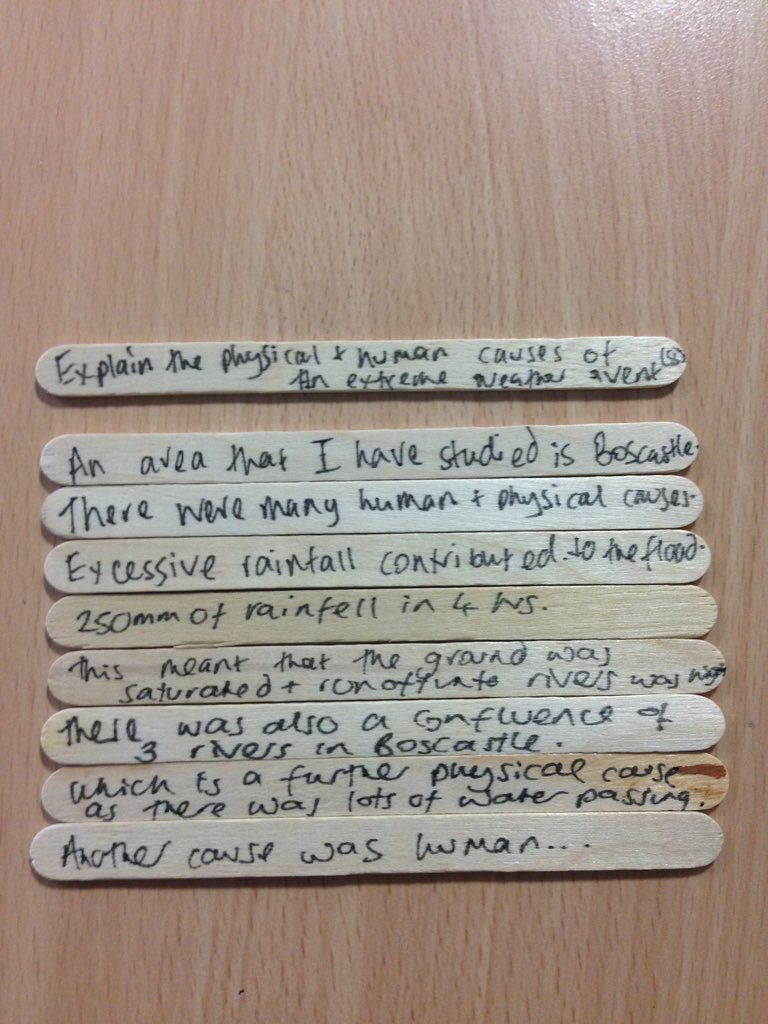 Explain the physical + human causes of
An extreme weather event (8)
An area that I have studied is Boscastle.
There were many human + physical causes.
Excessive rainfall contributed to the flood.
250mm of rainfell in 4 hrs.
This meant that the ground was
saturated + run off into rivers was high
There was also a confluence of
3 rivers in Boscastle.
which is a further physical cause
as there was lots of water passing.
Another cause was human....